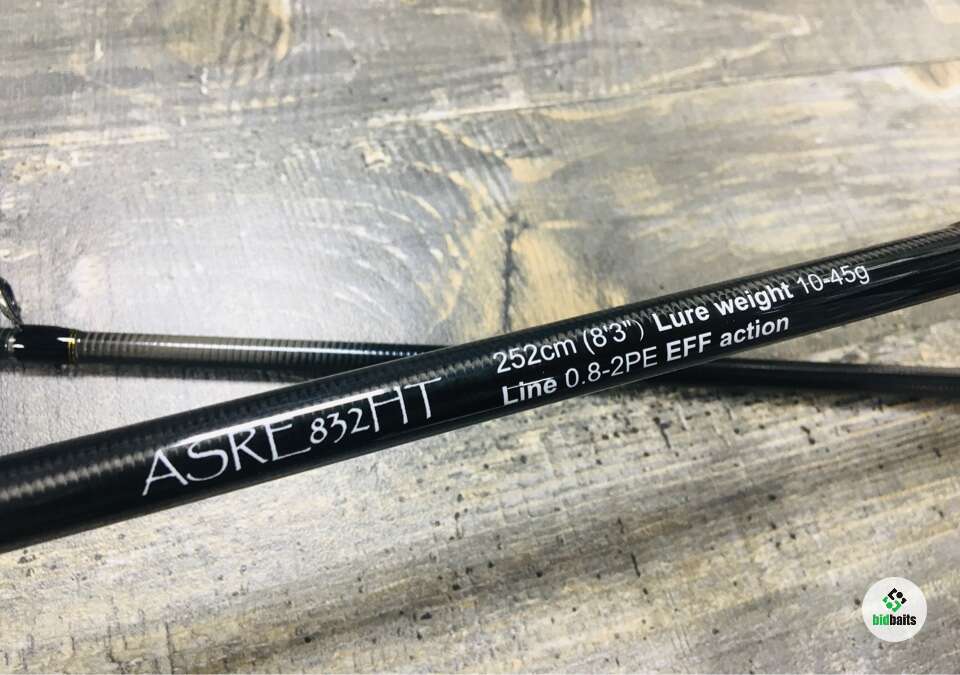 ASRE 832HT
252cm (8'3") Lure weight 10-45g
Line 0.8-2PE EFF action
bidbaits